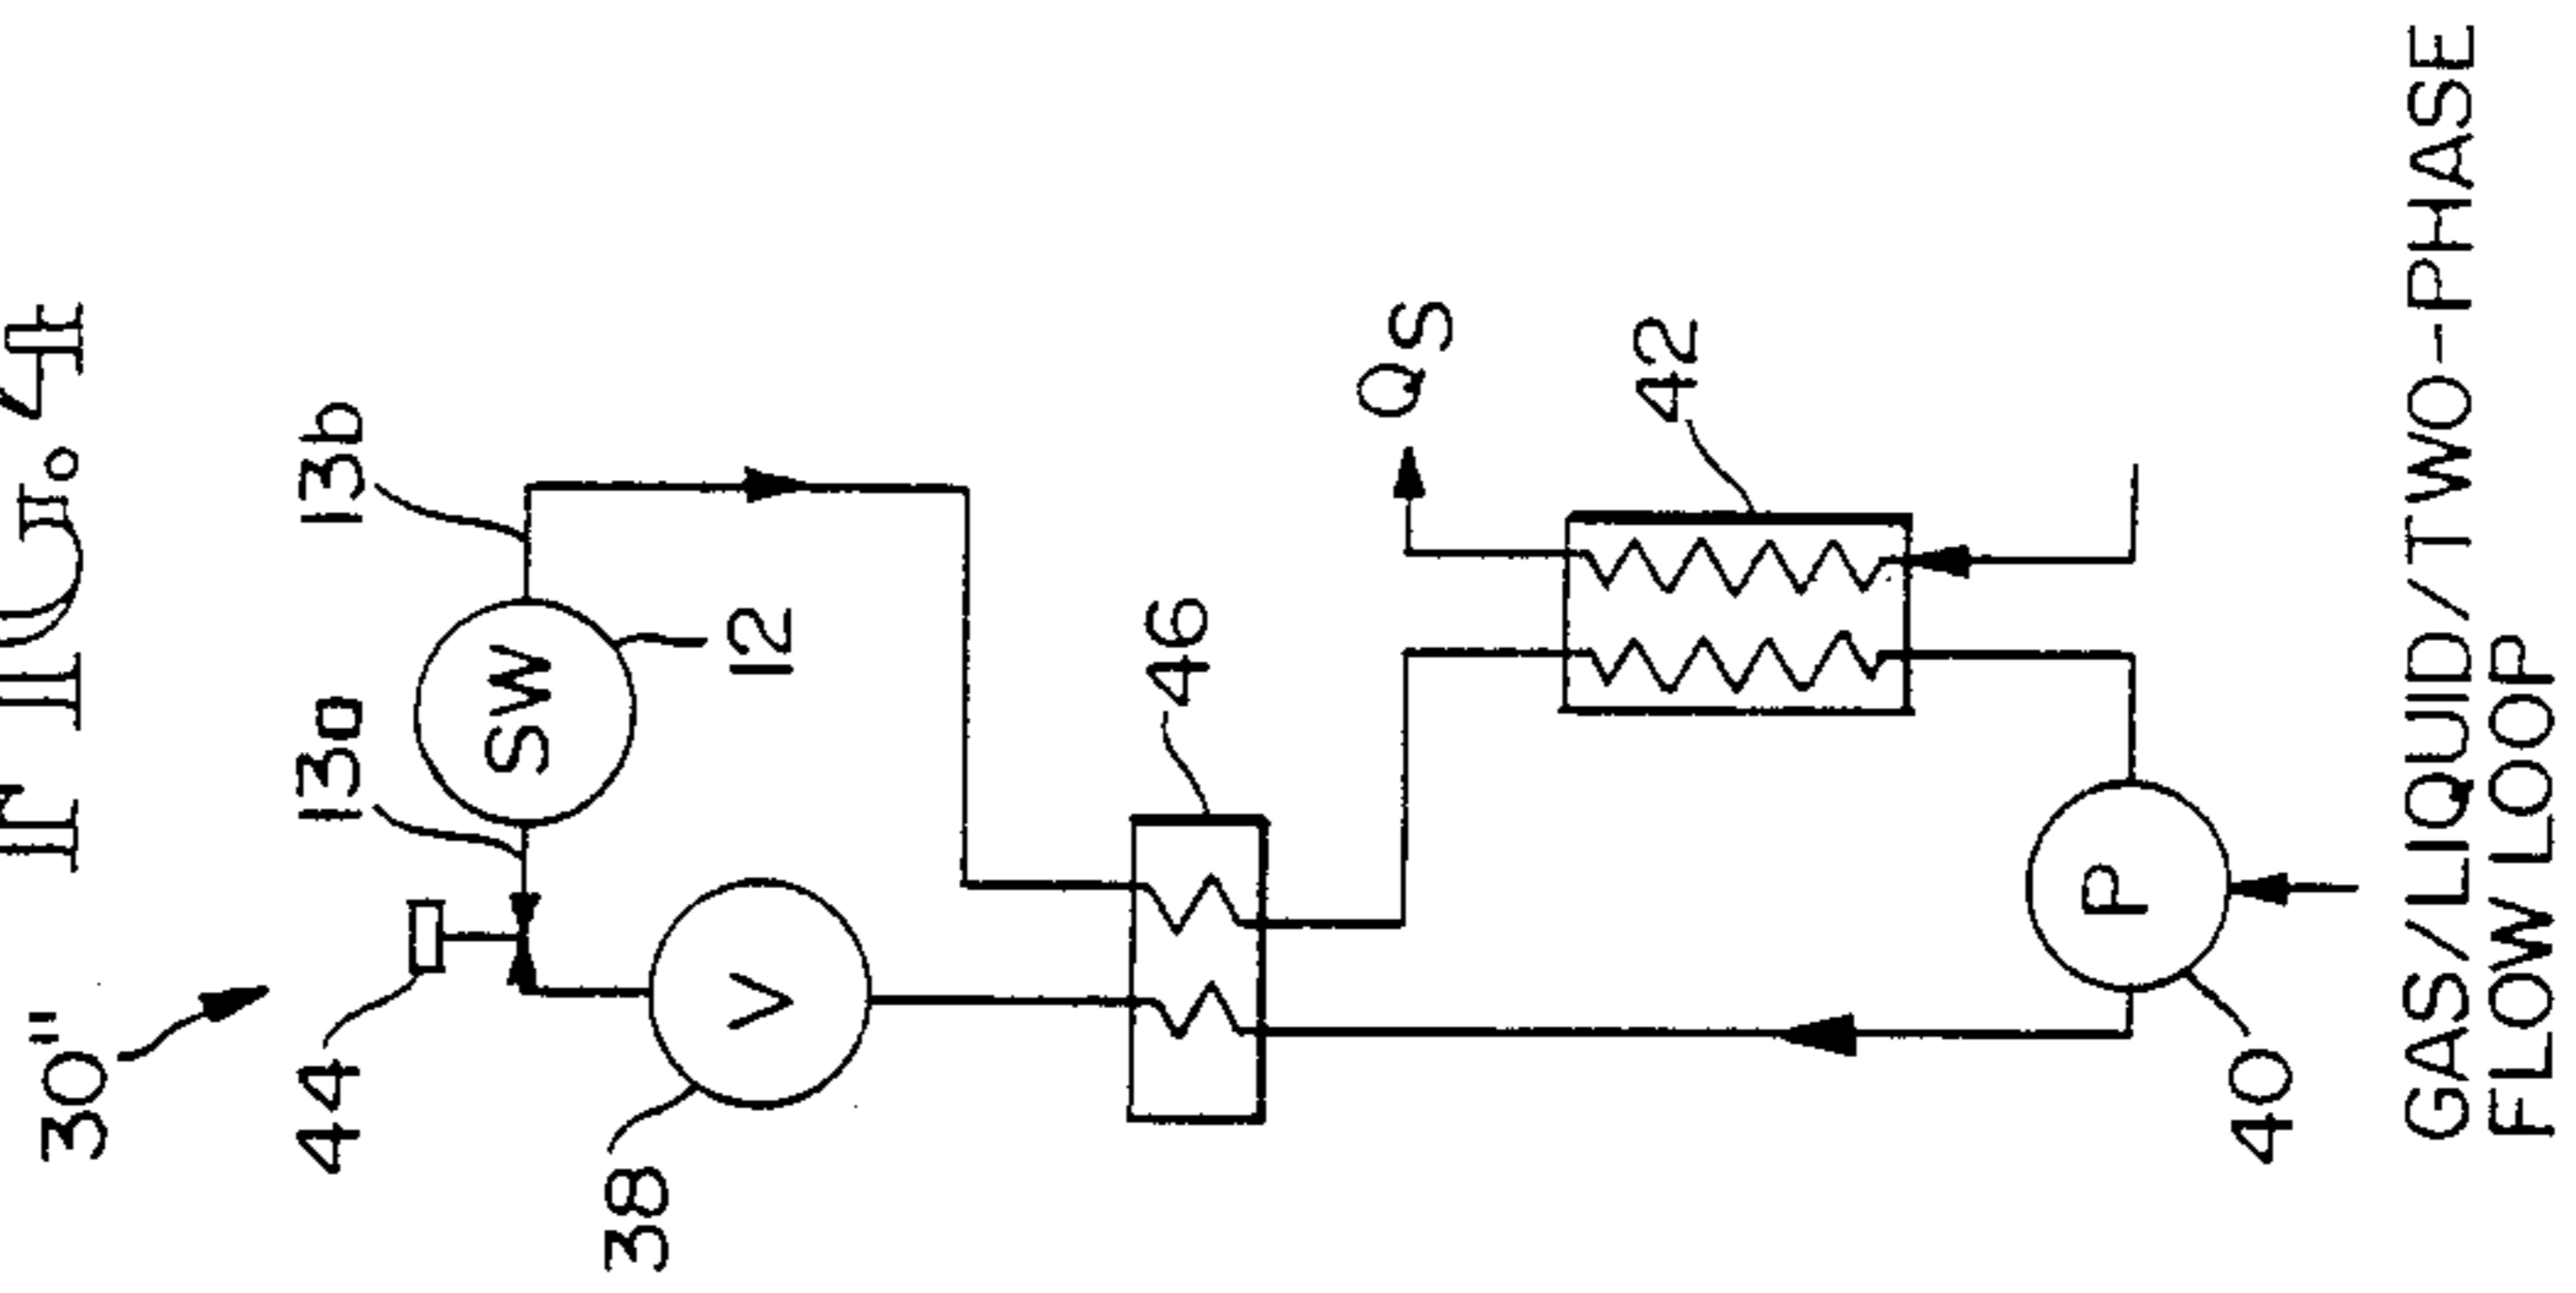 FIG. 4
30"
44
13a
13b
SW
12
38
V
46
QS
42
P
40
GAS/LIQUID/TWO-PHASE
FLOW LOOP